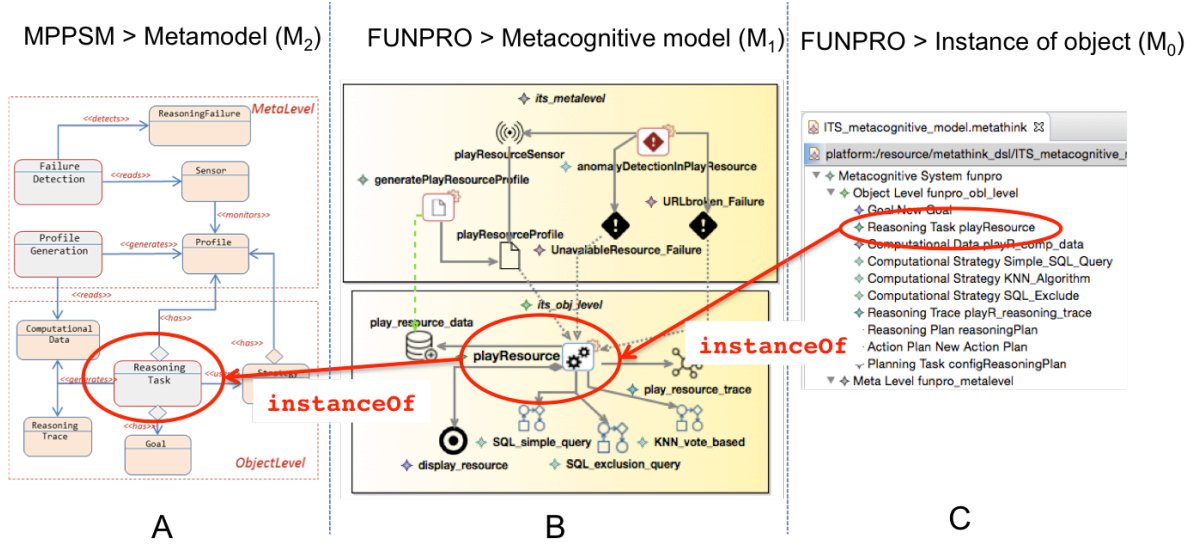 MPPSM > Metamodel (M2)
FUNPRO > Metacognitive model (M1)
FUNPRO > Instance of object (M0)
MetaLevel
ReasoningFailure
<<detects>>
Failure
Detection
<<reads>>
Sensor
<<monitors>>
Profile
Generation
<<generates>>
Profile
<<reads>>
<<has>>
Computational
Data
<<has>>
Reasoning
Task
<<generates>>
Strategy
Reasoning
Trace
<<has>>
Goal
ObjectLevel
its_metalevel
playResourceSensor
anomalyDetectionInPlayResource
generatePlayResourceProfile
URLbroken_Failure
playResourceProfile
UnavalableResource_Failure
its_obj_level
play_resource_data
playResource
play_resource_trace
SQL_simple_query
KNN_vote_based
display_resource
SQL_exclusion_query
instanceOf
instanceOf
ITS_metacognitive_model.metathink
platform:/resource/metathink_dsl/ITS_metacognitive_
Metacognitive System funpro
Object Level funpro_obl_level
Goal New Goal
Reasoning Task playResource
Computational Data playR_comp_data
Computational Strategy Simple_SQL_Query
Computational Strategy KNN_Algorithm
Computational Strategy SQL_Exclude
Reasoning Trace playR_reasoning_trace
Reasoning Plan reasoningPlan
Action Plan New Action Plan
Planning Task configReasoningPlan
Meta Level funpro_metalevel
A
B
C